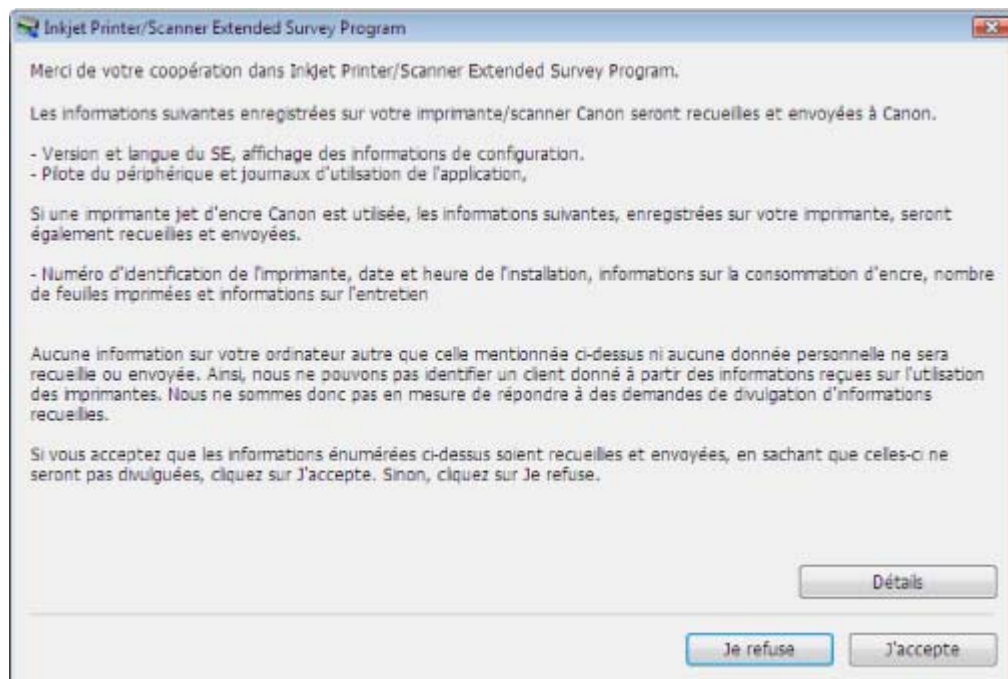 Inkjet Printer/Scanner Extended Survey Program
Merci de votre coopération dans Inkjet Printer/Scanner Extended Survey Program.
Les informations suivantes enregistrées sur votre imprimante/scanner Canon seront recueillies et envoyées à Canon.
- Version et langue du SE, affichage des informations de configuration.
- Pilote du périphérique et journaux d'utilisation de l'application,
Si une imprimante jet d'encre Canon est utilisée, les informations suivantes, enregistrées sur votre imprimante, seront
également recueillies et envoyées.
- Numéro d'identification de l'imprimante, date et heure de l'installation, informations sur la consommation d'encre, nombre
de feuilles imprimées et informations sur l'entretien
Aucune information sur votre ordinateur autre que celle mentionnée ci-dessus ni aucune donnée personnelle ne sera
recueillie ou envoyée. Ainsi, nous ne pouvons pas identifier un client donné à partir des informations reçues sur l'utilisation
des imprimantes. Nous ne sommes donc pas en mesure de répondre à des demandes de divulgation d'informations
recueillies.
Si vous acceptez que les informations énumérées ci-dessus soient recueillies et envoyées, en sachant que celles-ci ne
seront pas divulguées, cliquez sur J'accepte. Sinon, cliquez sur Je refuse.
Détails
Je refuse
J'accepte